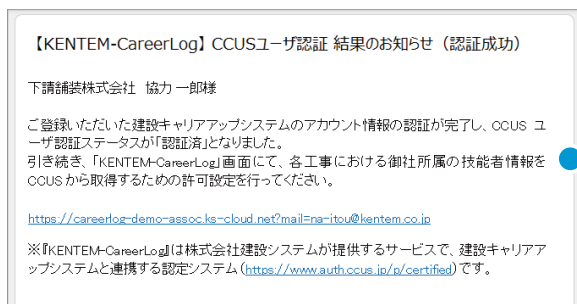 【KENTEM-CareerLog】CCUSユーザ認証 結果のお知らせ（認証成功）
下請舗装株式会社 協力 一郎様
ご登録いただいた建設キャリアアップシステムのアカウント情報の認証が完了し、CCUS ユ
ーザ認証ステータスが「認証済」となりました。
引き続き、「KENTEM-CareerLog」画面にて、各工事における御社所属の技能者情報を
CCUSから取得するための許可設定を行ってください。
https://careerlog-demo-assoc.ks-cloud.net?mail=na-itou@kentem.co.jp
※『KENTEM-CareerLog』は株式会社建設システムが提供するサービスで、建設キャリアア
ップシステムと連携する認定システム（https://www.auth.ccus.jp/p/certified）です。